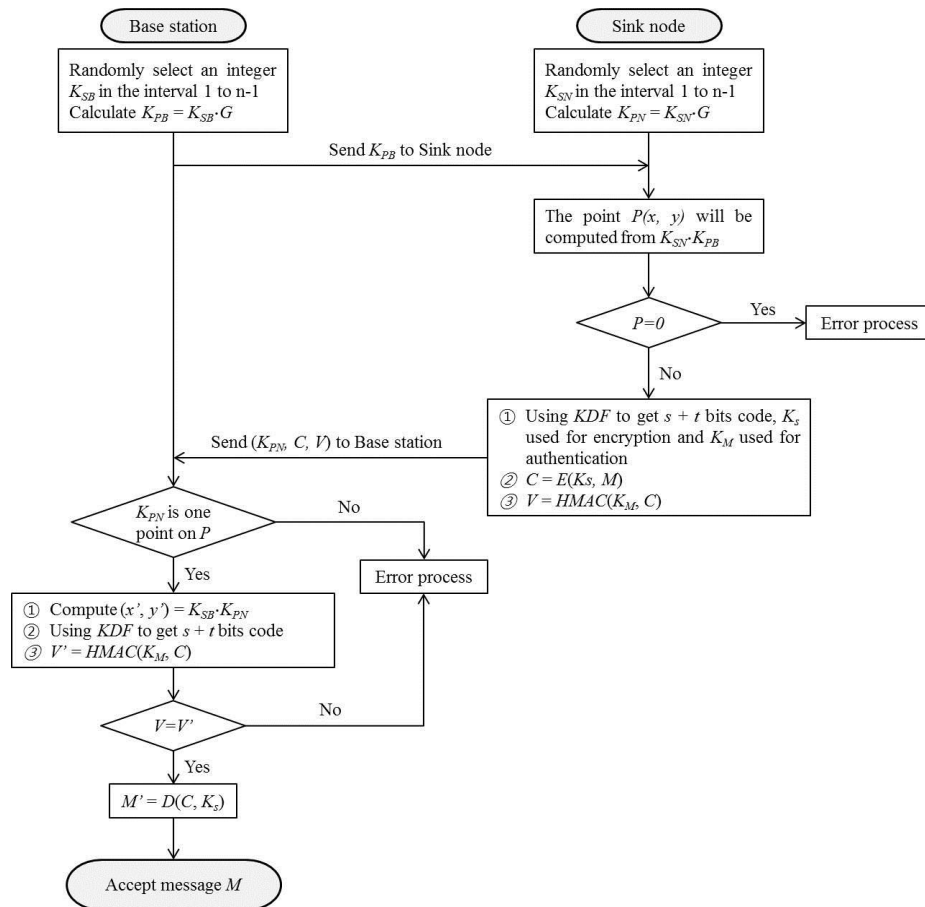 Base station
Sink node
Randomly select an integer
K_SB in the interval 1 to n-1
Calculate K_PB = K_SB·G
Randomly select an integer
K_SN in the interval 1 to n-1
Calculate K_PN = K_SN·G
Send K_PB to Sink node
The point P(x, y) will be
computed from K_SN·K_PB
P=0
Yes
Error process
No
① Using KDF to get s + t bits code, K_s
used for encryption and K_M used for
authentication
② C = E(Ks, M)
③ V = HMAC(K_M, C)
Send (K_PN, C, V) to Base station
K_PN is one
point on P
No
Error process
Yes
① Compute (x’, y’) = K_SB·K_PN
② Using KDF to get s + t bits code
③ V’ = HMAC(K_M, C)
V=V’
No
Yes
M’ = D(C, K_s)
Accept message M